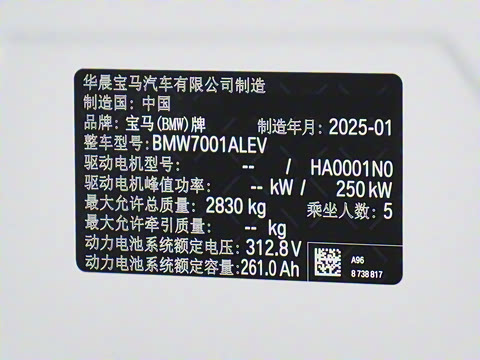 华晨宝马汽车有限公司制造
制造国: 中国
品牌: 宝马(BMW)牌 制造年月: 2025-01
整车型号:BMW7001ALEV
驱动电机型号: -- / HA0001N0
驱动电机峰值功率: -- kW / 250 kW
最大允许总质量: 2830 kg 乘坐人数: 5
最大允许牵引质量: -- kg
动力电池系统额定电压: 312.8 V
动力电池系统额定容量:261.0 Ah
A96
8 738 817